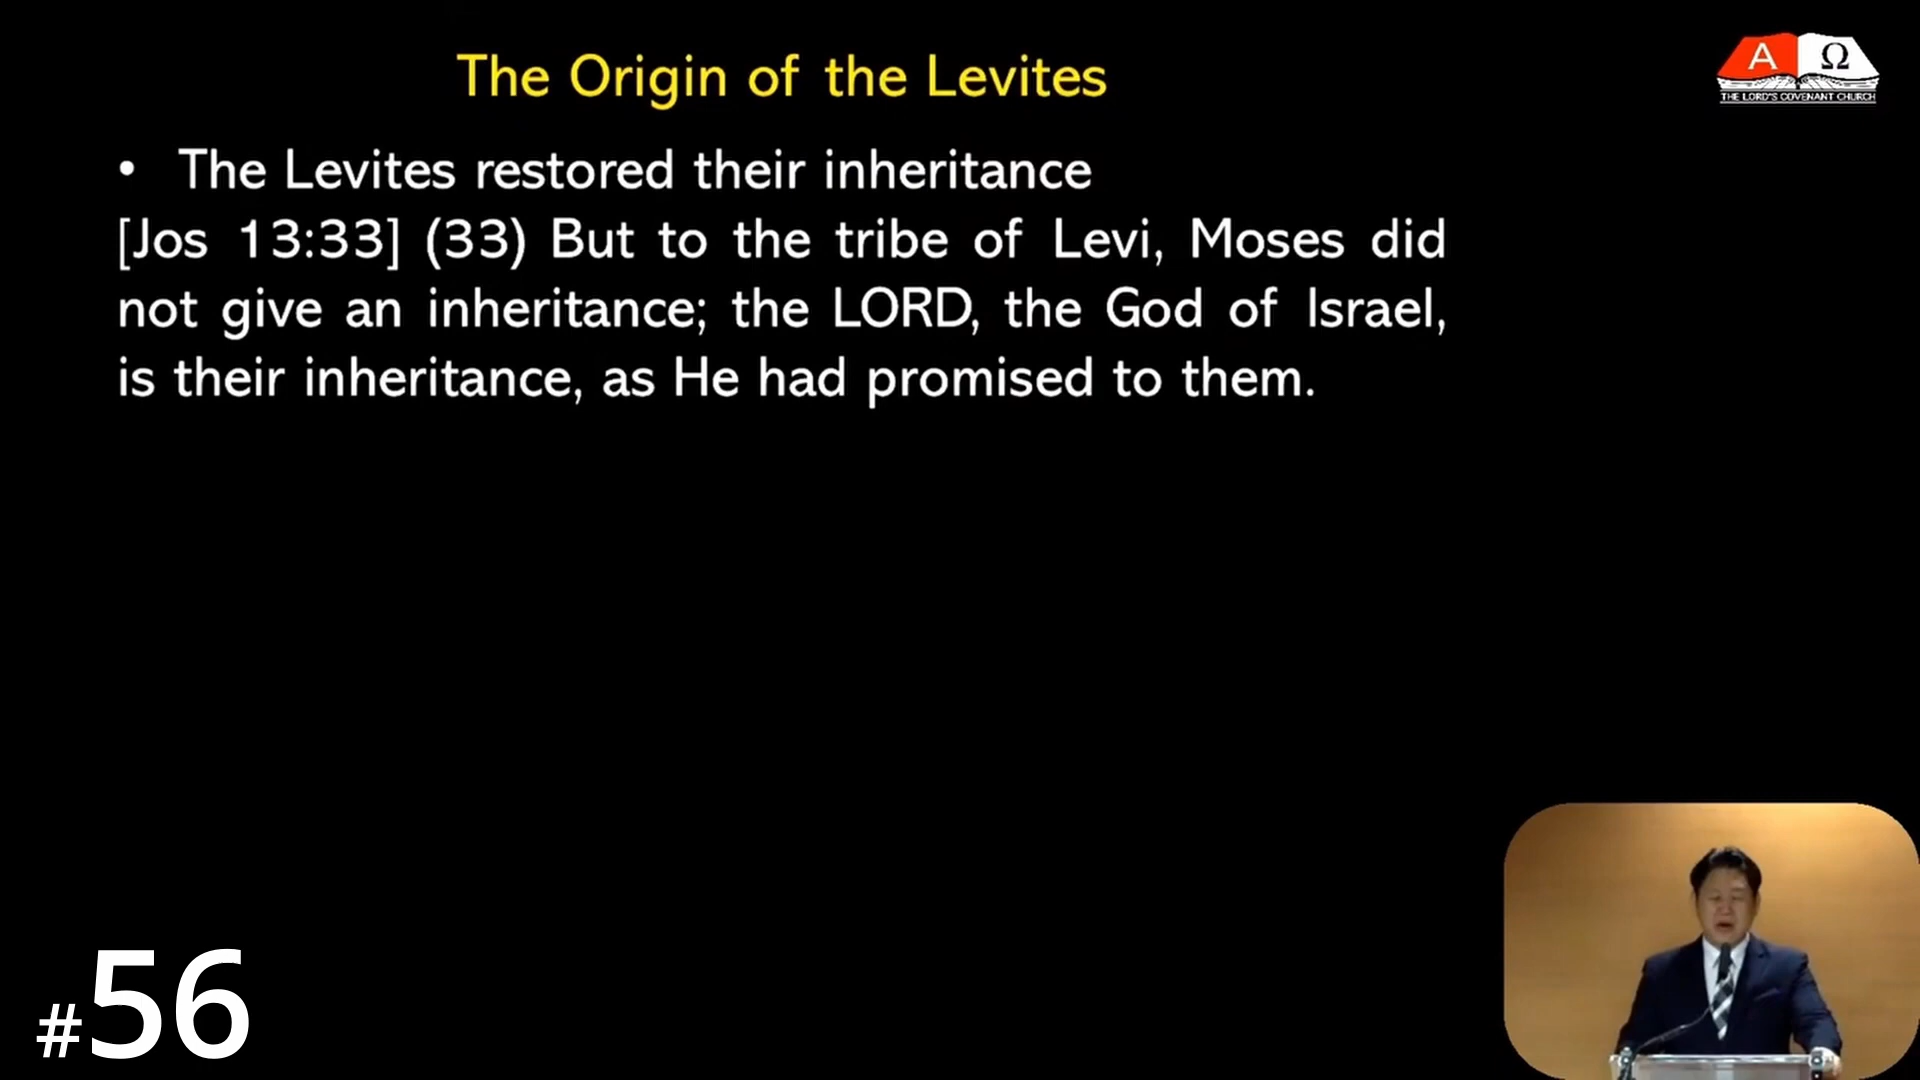 The Origin of the Levites
A Ω
THE LORD'S COVENANT CHURCH
• The Levites restored their inheritance
[Jos 13:33] (33) But to the tribe of Levi, Moses did
not give an inheritance; the LORD, the God of Israel,
is their inheritance, as He had promised to them.
#56